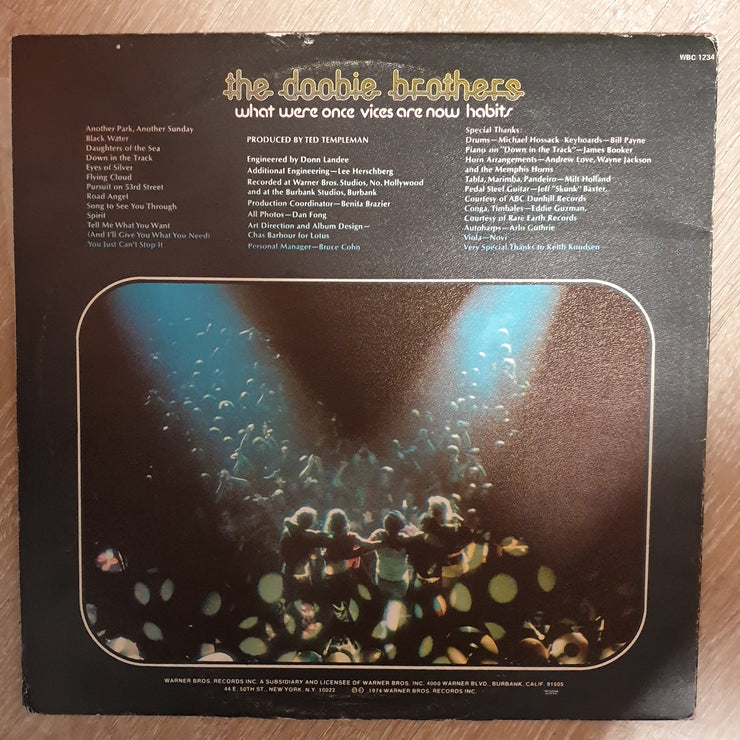 WBC 1234
the doobie brothers
what were once vices are now habits
Another Park, Another Sunday
Black Water
Daughters of the Sea
Down in the Track
Eyes of Silver
Flying Cloud
Pursuit on 53rd Street
Road Angel
Song to See You Through
Spirit
Tell Me What You Want
(And I'll Give You What You Need)
You Just Can't Stop It
PRODUCED BY TED TEMPLEMAN
Engineered by Donn Landee
Additional Engineering—Lee Herschberg
Recorded at Warner Bros. Studios, No. Hollywood
and at the Burbank Studios, Burbank
Production Coordinator—Benita Brazier
All Photos—Dan Fong
Art Direction and Album Design—
Chas Barbour for Lotus
Personal Manager—Bruce Cohn
Special Thanks:
Drums—Michael Hossack Keyboards—Bill Payne
Piano on "Down in the Track"—James Booker
Horn Arrangements—Andrew Love, Wayne Jackson
and the Memphis Horns
Tabla, Marimba, Pandeiro—Milt Holland
Pedal Steel Guitar—Jeff "Skunk" Baxter,
Courtesy of ABC Dunhill Records
Conga, Timbales—Eddie Guzman,
Courtesy of Rare Earth Records
Autoharps—Arlo Guthrie
Viola—Novi
Very Special Thanks to Keith Knudsen
WARNER BROS. RECORDS INC. A SUBSIDIARY AND LICENSEE OF WARNER BROS. INC. 4000 WARNER BLVD., BURBANK, CALIF. 91505
44 E. 50TH ST., NEW YORK, N.Y. 10022 ©℗ 1974 WARNER BROS. RECORDS INC.